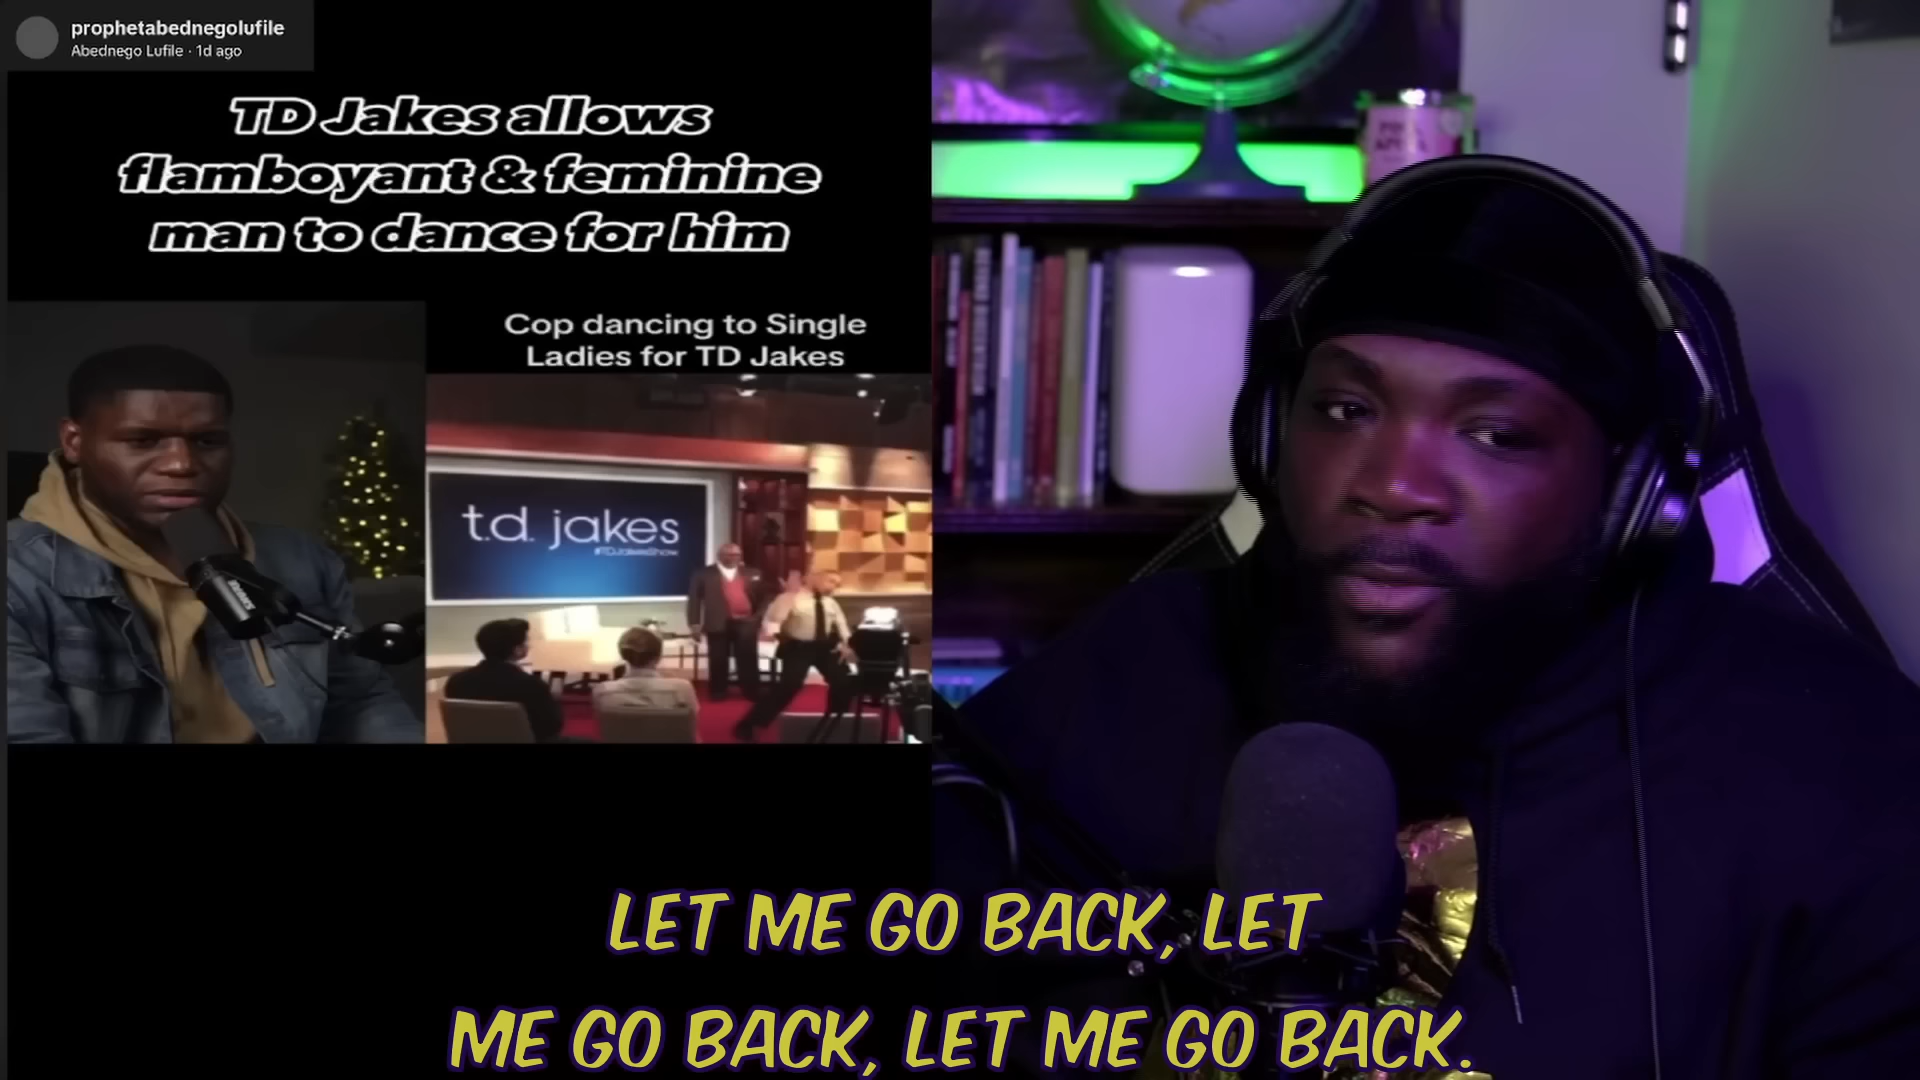 prophetabednegolufile
Abednego Lufile · 1d ago
TD Jakes allows
flamboyant & feminine
man to dance for him
Cop dancing to Single
Ladies for TD Jakes
t.d. jakes
#TDJakesShow
LET ME GO BACK, LET
ME GO BACK, LET ME GO BACK.